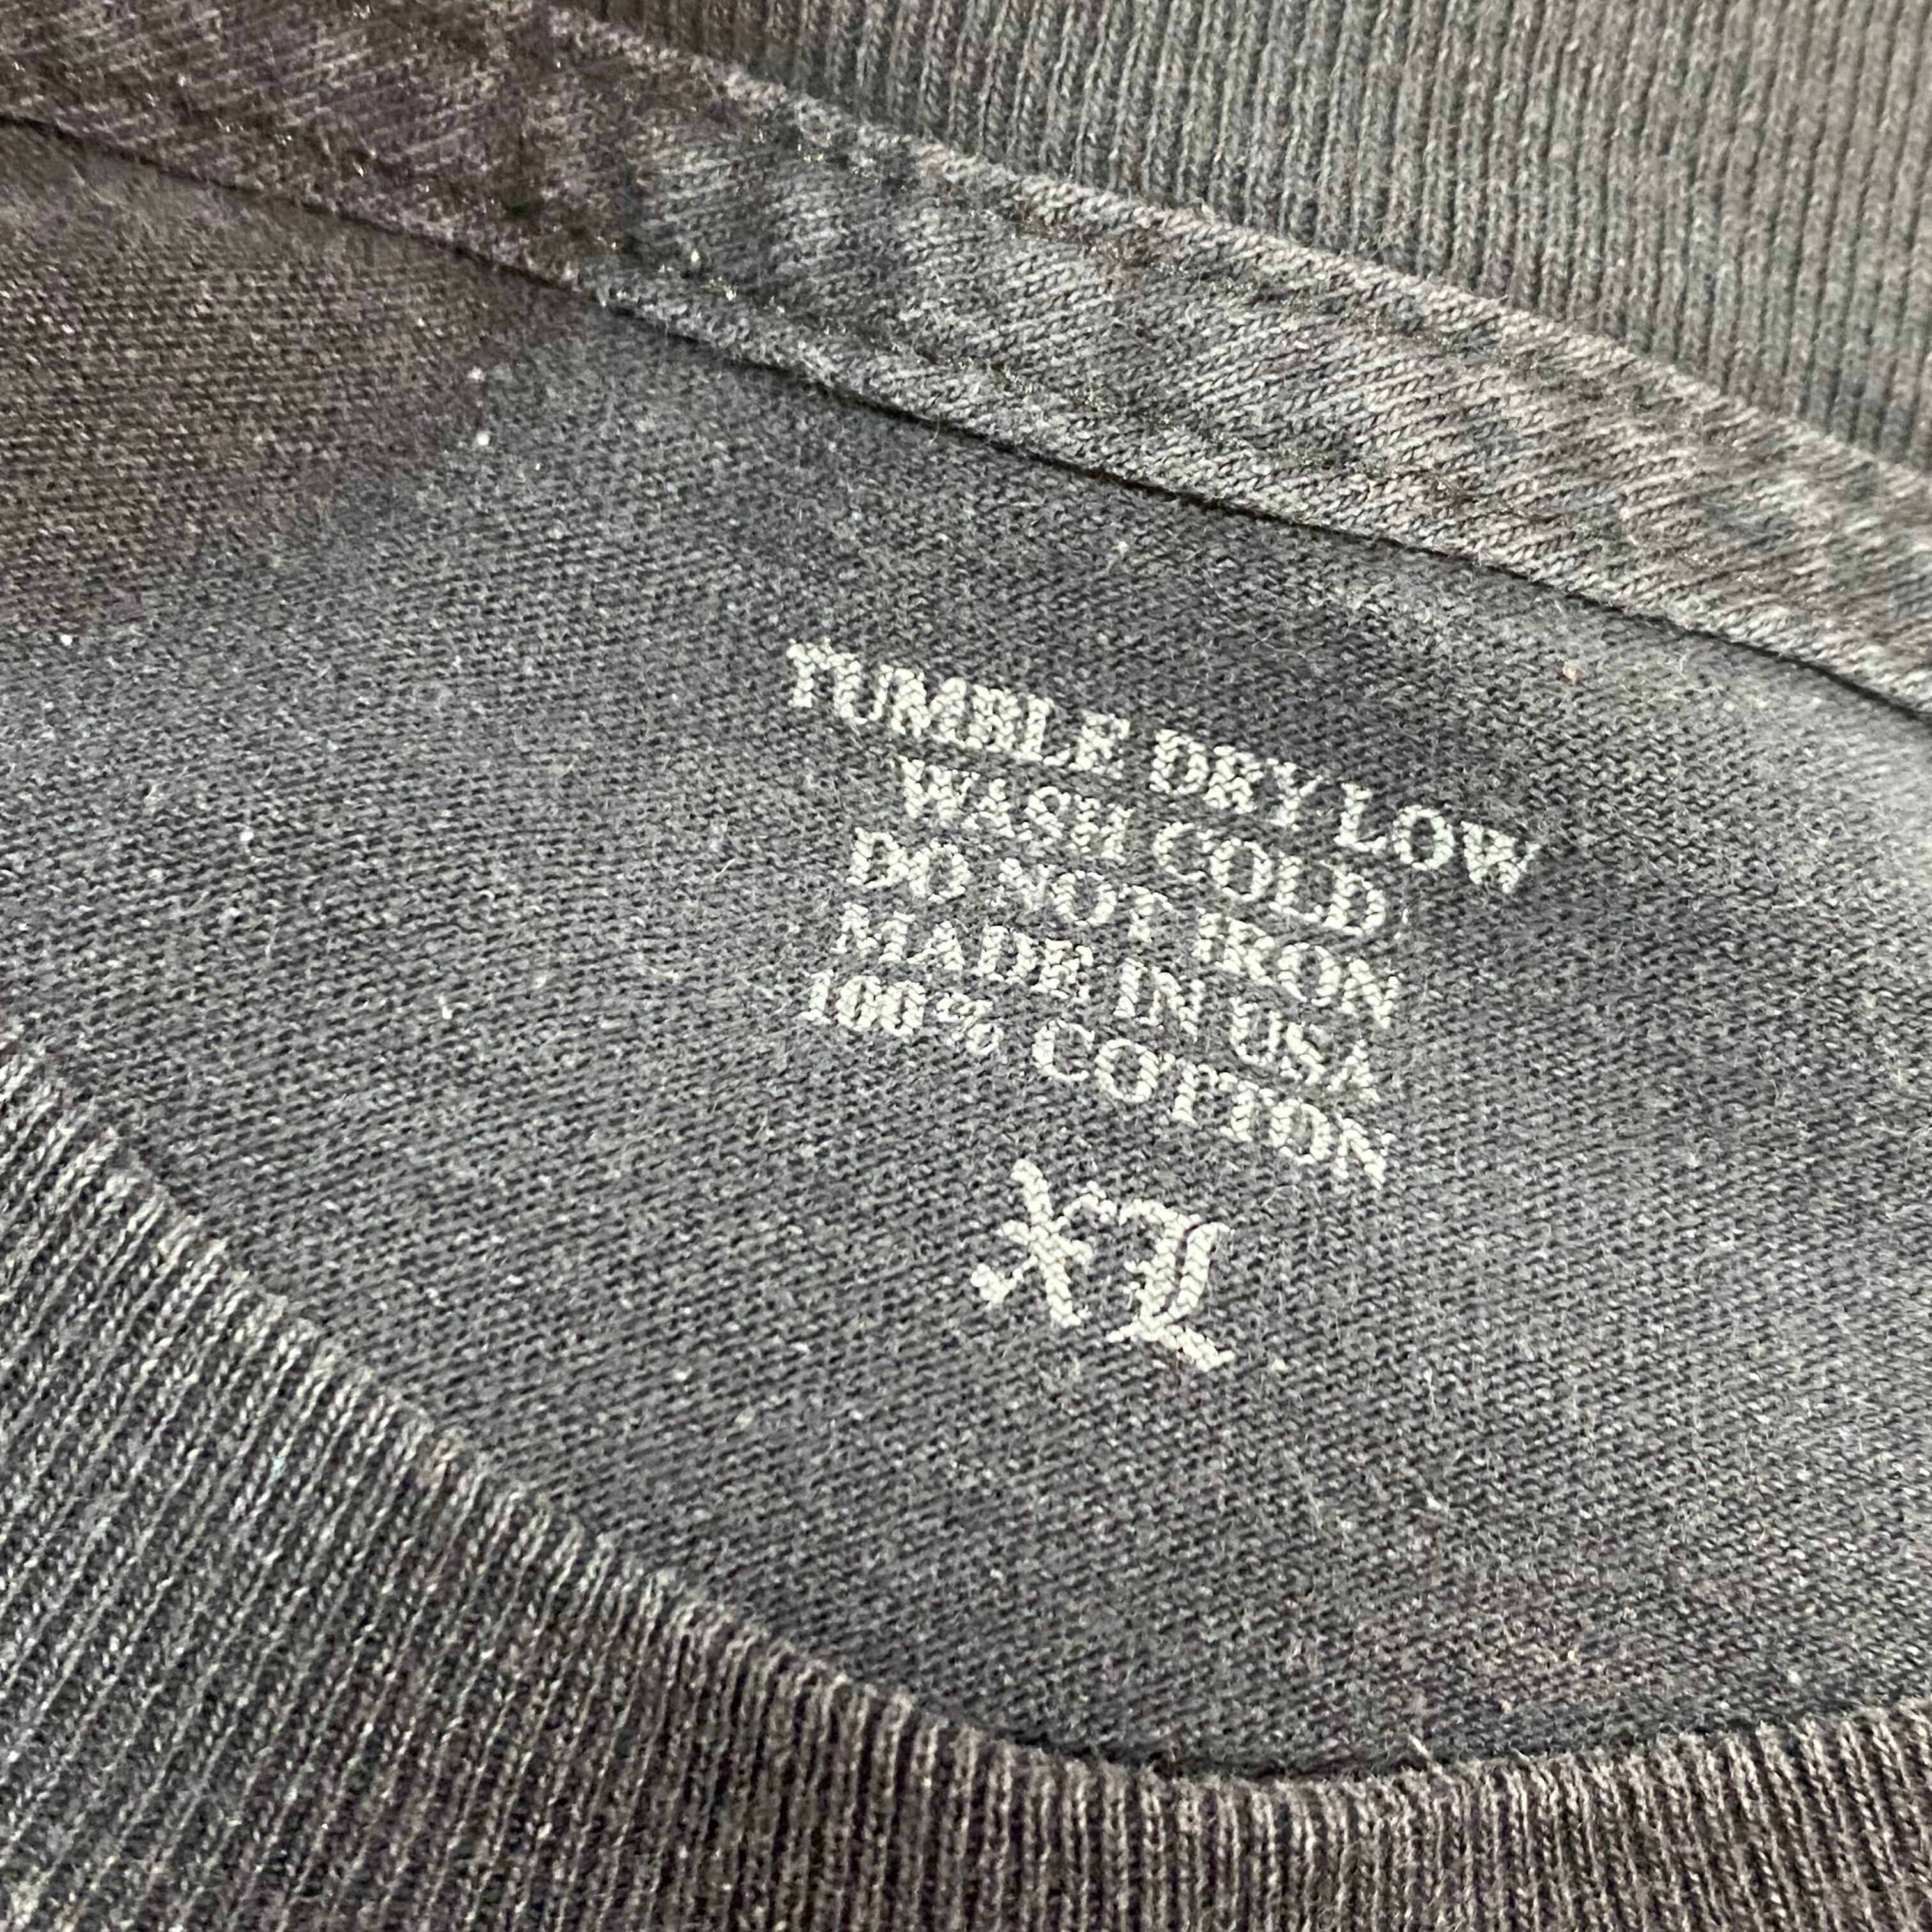 TUMBLE DRY LOW
WASH COLD
DO NOT IRON
MADE IN USA
100% COTTON
XL